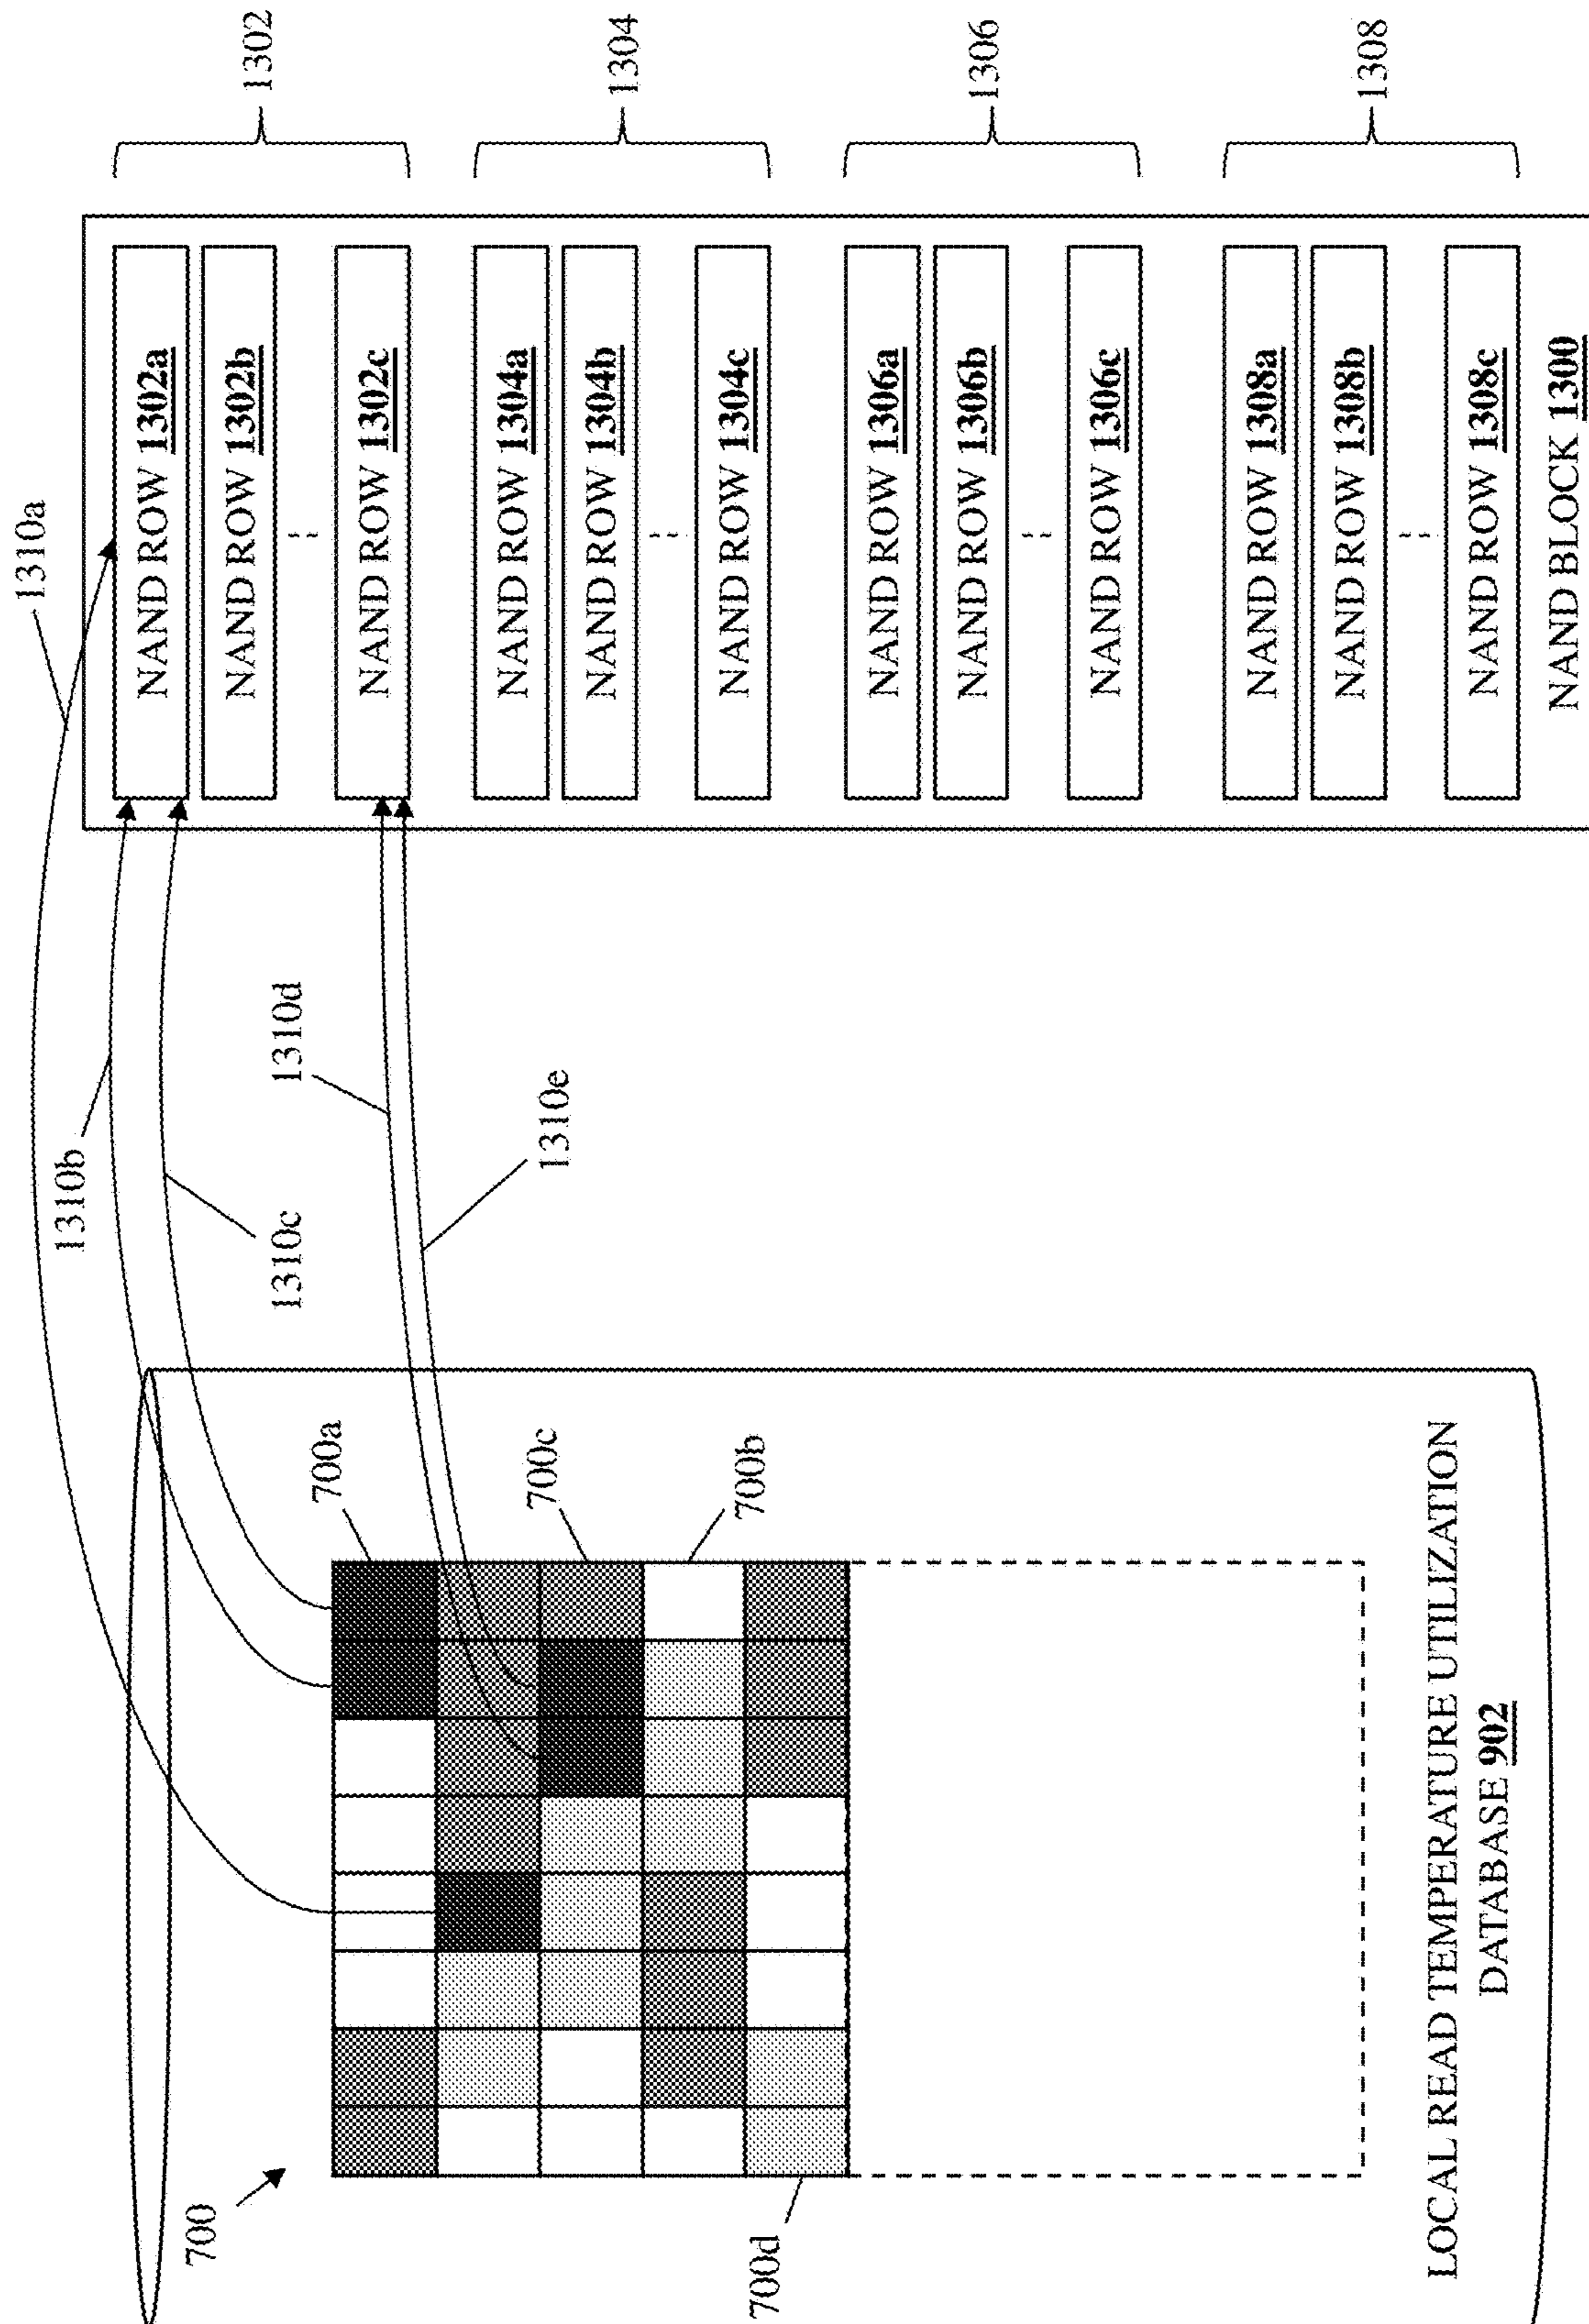 700
700a
700c
700b
700d
LOCAL READ TEMPERATURE UTILIZATION
DATABASE 902
1310a
1310b
1310c
1310d
1310e
NAND ROW 1302a
NAND ROW 1302b
NAND ROW 1302c
NAND ROW 1304a
NAND ROW 1304b
NAND ROW 1304c
NAND ROW 1306a
NAND ROW 1306b
NAND ROW 1306c
NAND ROW 1308a
NAND ROW 1308b
NAND ROW 1308c
NAND BLOCK 1300
1302
1304
1306
1308